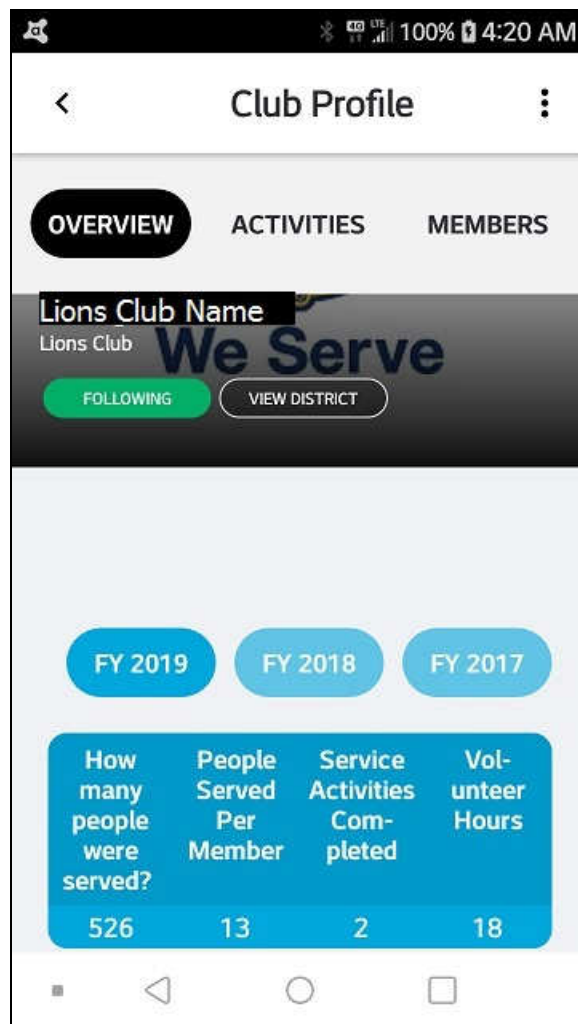 4G LTE 100% 4:20 AM
Club Profile
OVERVIEW ACTIVITIES MEMBERS
Lions Club Name
Lions Club
We Serve
FOLLOWING VIEW DISTRICT
FY 2019 FY 2018 FY 2017
How many people were served?
People Served Per Member
Service Activities Com-pleted
Vol-unteer Hours
526 13 2 18